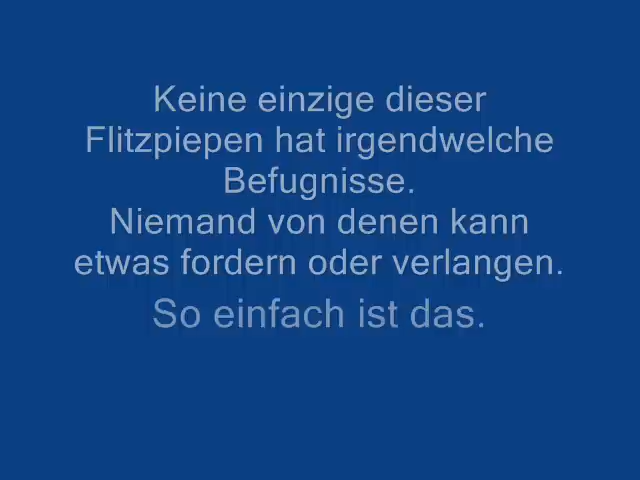 Keine einzige dieser
Flitzpiepen hat irgendwelche
Befugnisse.
Niemand von denen kann
etwas fordern oder verlangen.
So einfach ist das.